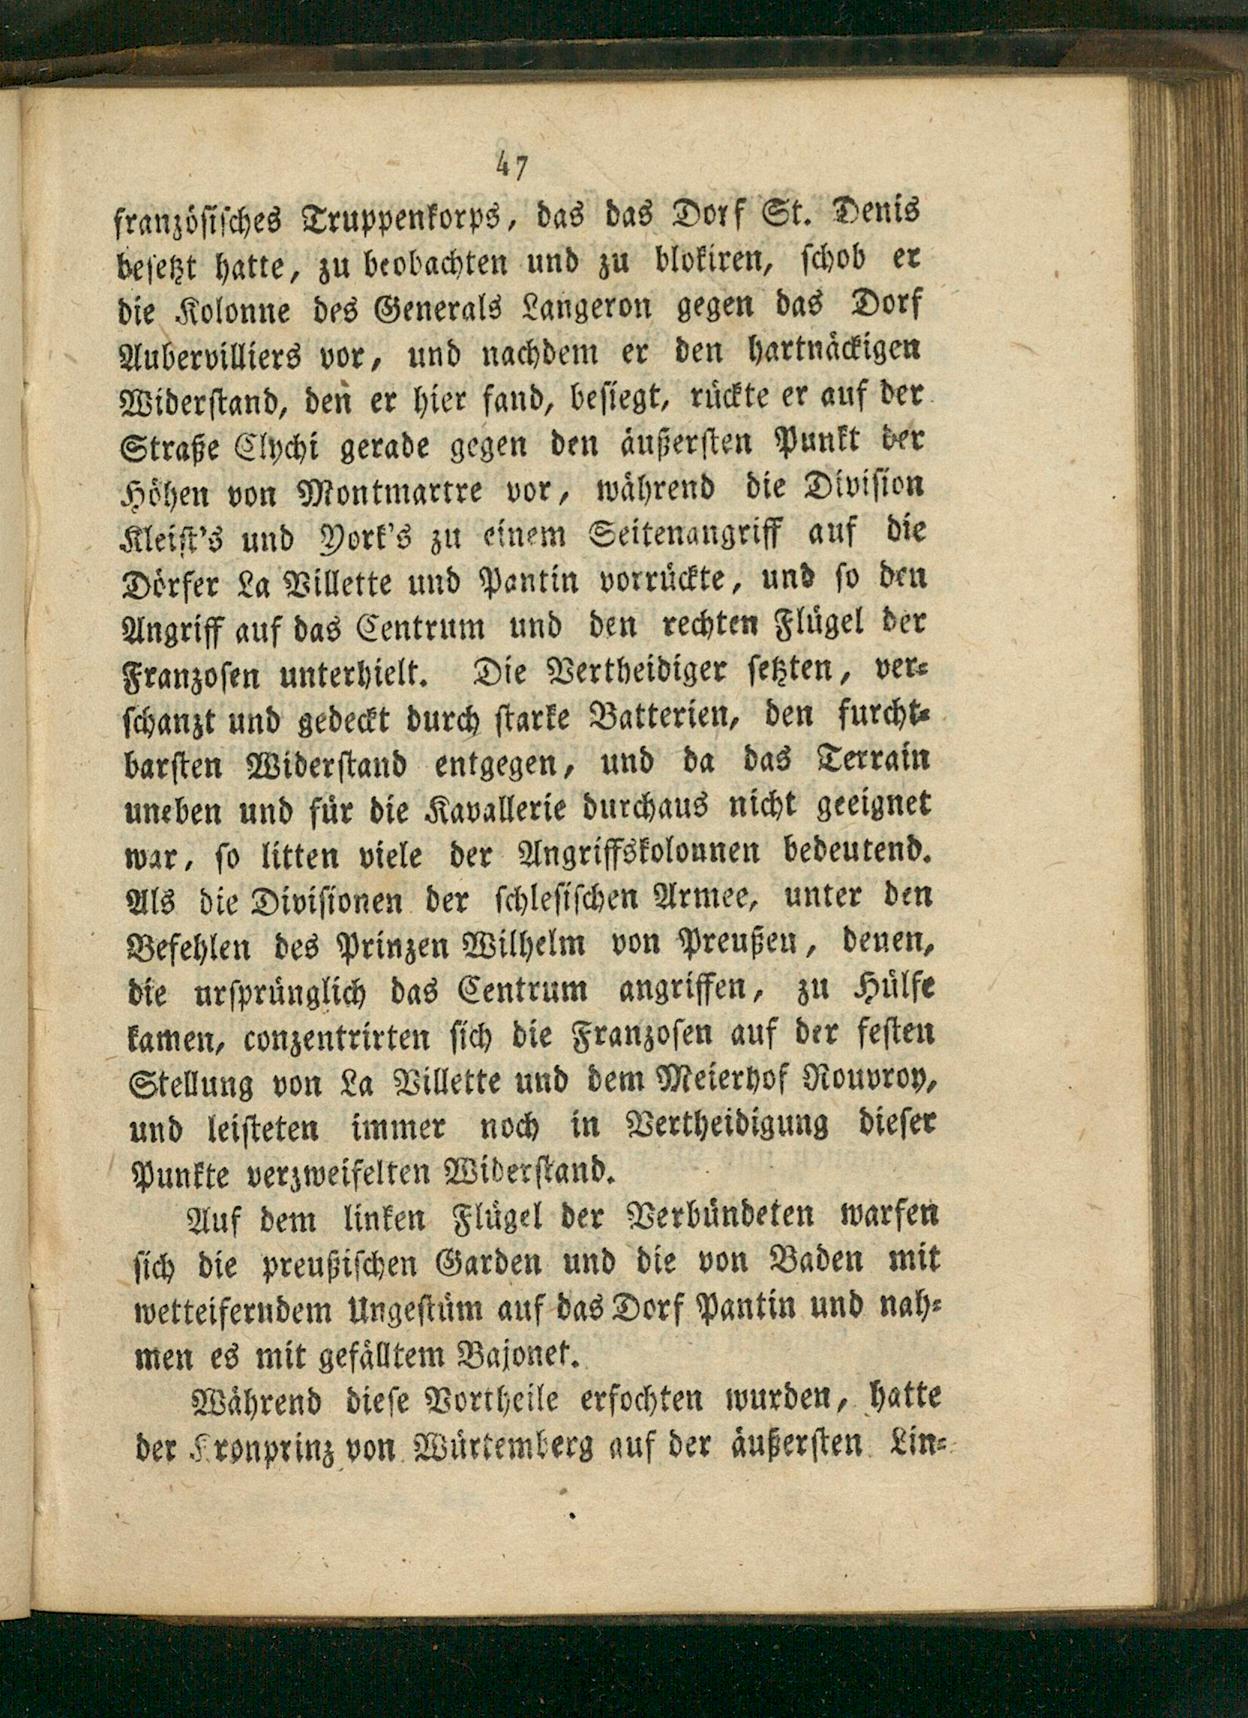 47
französisches Truppenkorps, das das Dorf St. Denis
besetzt hatte, zu beobachten und zu blokiren, schob er
die Kolonne des Generals Langeron gegen das Dorf
Aubervilliers vor, und nachdem er den hartnäckigen
Widerstand, den er hier fand, besiegt, rückte er auf der
Straße Clychi gerade gegen den äußersten Punkt der
Höhen von Montmartre vor, während die Division
Kleist's und York's zu einem Seitenangriff auf die
Dörfer La Villette und Pantin vorrückte, und so den
Angriff auf das Centrum und den rechten Flügel der
Franzosen unterhielt. Die Vertheidiger setzten, ver-
schanzt und gedeckt durch starke Batterien, den furcht-
barsten Widerstand entgegen, und da das Terrain
uneben und für die Kavallerie durchaus nicht geeignet
war, so litten viele der Angriffskolonnen bedeutend.
Als die Divisionen der schlesischen Armee, unter den
Befehlen des Prinzen Wilhelm von Preußen, denen,
die ursprünglich das Centrum angriffen, zu Hülfe
kamen, conzentrirten sich die Franzosen auf der festen
Stellung von La Villette und dem Meierhof Rouvroy,
und leisteten immer noch in Vertheidigung dieser
Punkte verzweifelten Widerstand.
Auf dem linken Flügel der Verbündeten warfen
sich die preußischen Garden und die von Baden mit
wetteiferndem Ungestüm auf das Dorf Pantin und nah-
men es mit gefälltem Bajonet.
Während diese Vortheile erfochten wurden, hatte
der Kronprinz von Würtemberg auf der äußersten Lin-